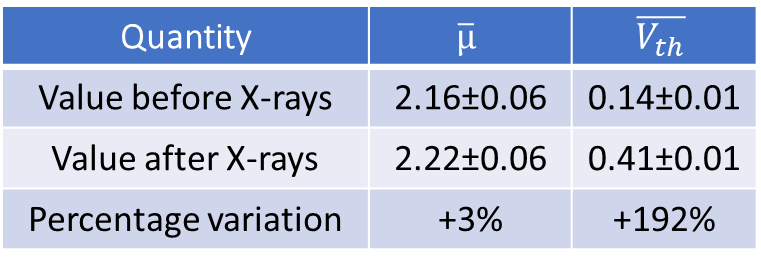 Quantity μ̅ V̅t̅h̅
Value before X-rays 2.16±0.06 0.14±0.01
Value after X-rays 2.22±0.06 0.41±0.01
Percentage variation +3% +192%